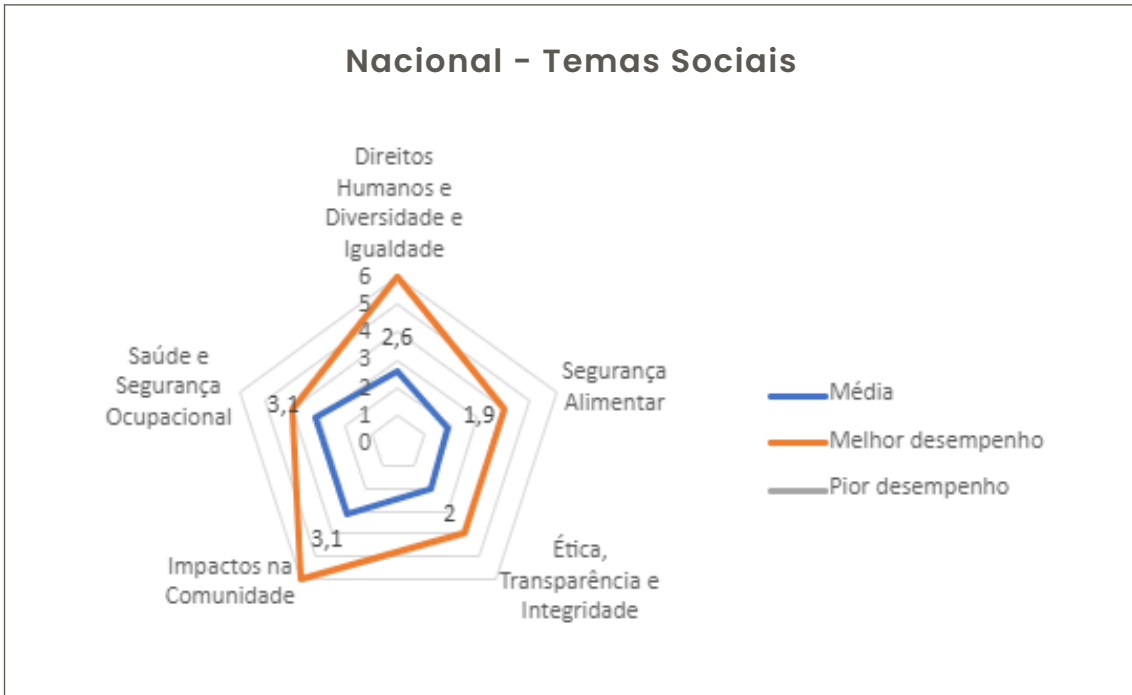 Nacional - Temas Sociais
Direitos
Humanos e
Diversidade e
Igualdade
6
5
4
3
2
1
0
2,6
1,9
2
3,1
3,1
Segurança
Alimentar
Ética,
Transparência e
Integridade
Impactos na
Comunidade
Saúde e
Segurança
Ocupacional
Média
Melhor desempenho
Pior desempenho